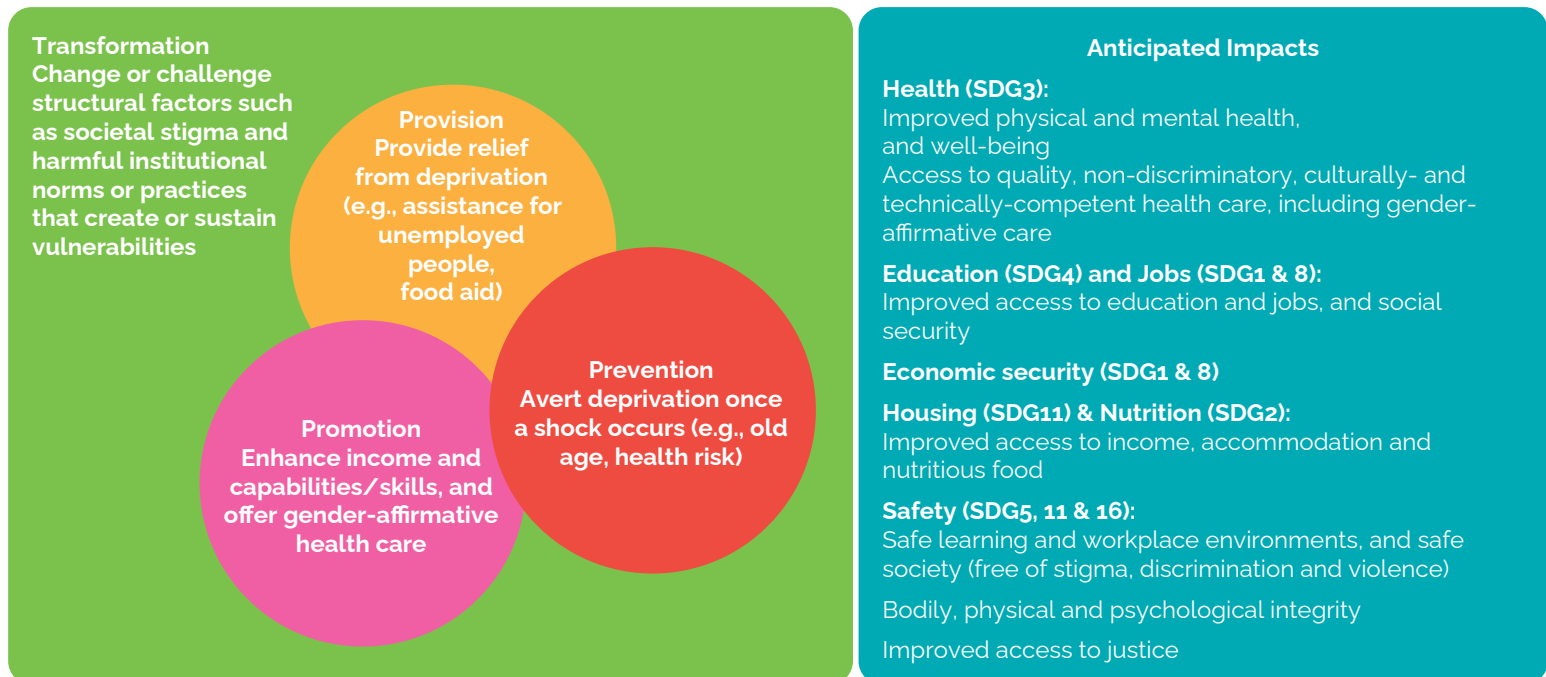 Transformation
Change or challenge
structural factors such
as societal stigma and
harmful institutional
norms or practices
that create or sustain
vulnerabilities
Provision
Provide relief
from deprivation
(e.g., assistance for
unemployed
people,
food aid)
Prevention
Avert deprivation once
a shock occurs (e.g., old
age, health risk)
Promotion
Enhance income and
capabilities/skills, and
offer gender-affirmative
health care
Anticipated Impacts
Health (SDG3):
Improved physical and mental health,
and well-being
Access to quality, non-discriminatory, culturally- and
technically-competent health care, including gender-
affirmative care
Education (SDG4) and Jobs (SDG1 & 8):
Improved access to education and jobs, and social
security
Economic security (SDG1 & 8)
Housing (SDG11) & Nutrition (SDG2):
Improved access to income, accommodation and
nutritious food
Safety (SDG5, 11 & 16):
Safe learning and workplace environments, and safe
society (free of stigma, discrimination and violence)
Bodily, physical and psychological integrity
Improved access to justice